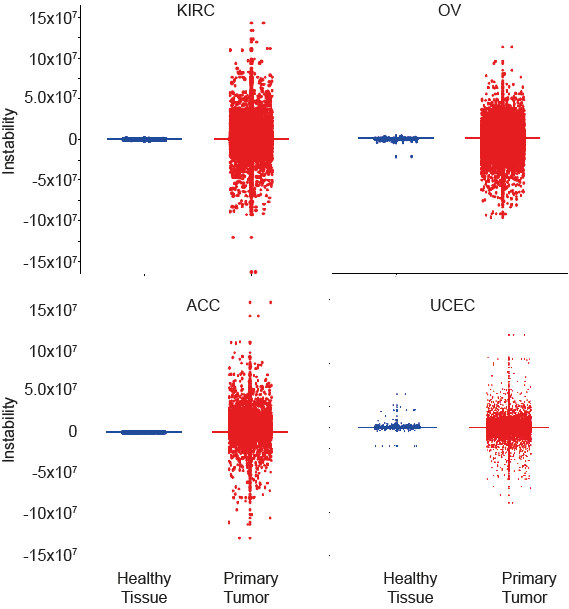 KIRC
OV
15x10⁷
10x10⁷
5.0x10⁷
0
-5x10⁷
-10x10⁷
-15x10⁷
Instability
ACC
UCEC
15x10⁷
10x10⁷
5.0x10⁷
0
-5x10⁷
-10x10⁷
-15x10⁷
Instability
Healthy
Tissue
Primary
Tumor
Healthy
Tissue
Primary
Tumor